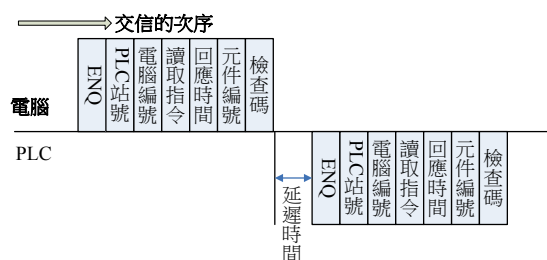 交信的次序
ENQ
PLC站號
電腦編號
讀取指令
回應時間
元件編號
檢查碼
電腦
PLC
延遲時間
ENQ
PLC站號
電腦編號
讀取指令
回應時間
元件編號
檢查碼